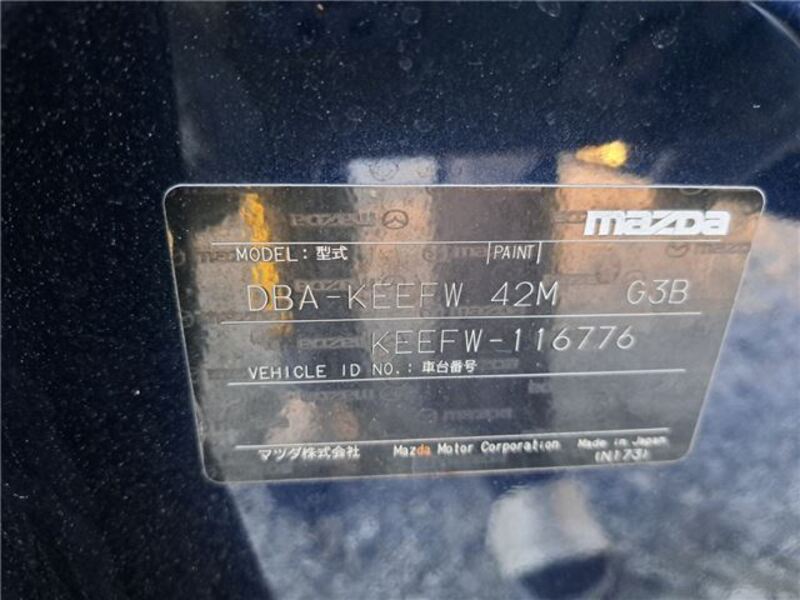 mazda
MODEL: 型式 |PAINT|
DBA-KEEFW 42M G3B
KEEFW-116776
VEHICLE ID NO.: 車台番号
マツダ株式会社 Mazda Motor Corporation Made in Japan
(N173)